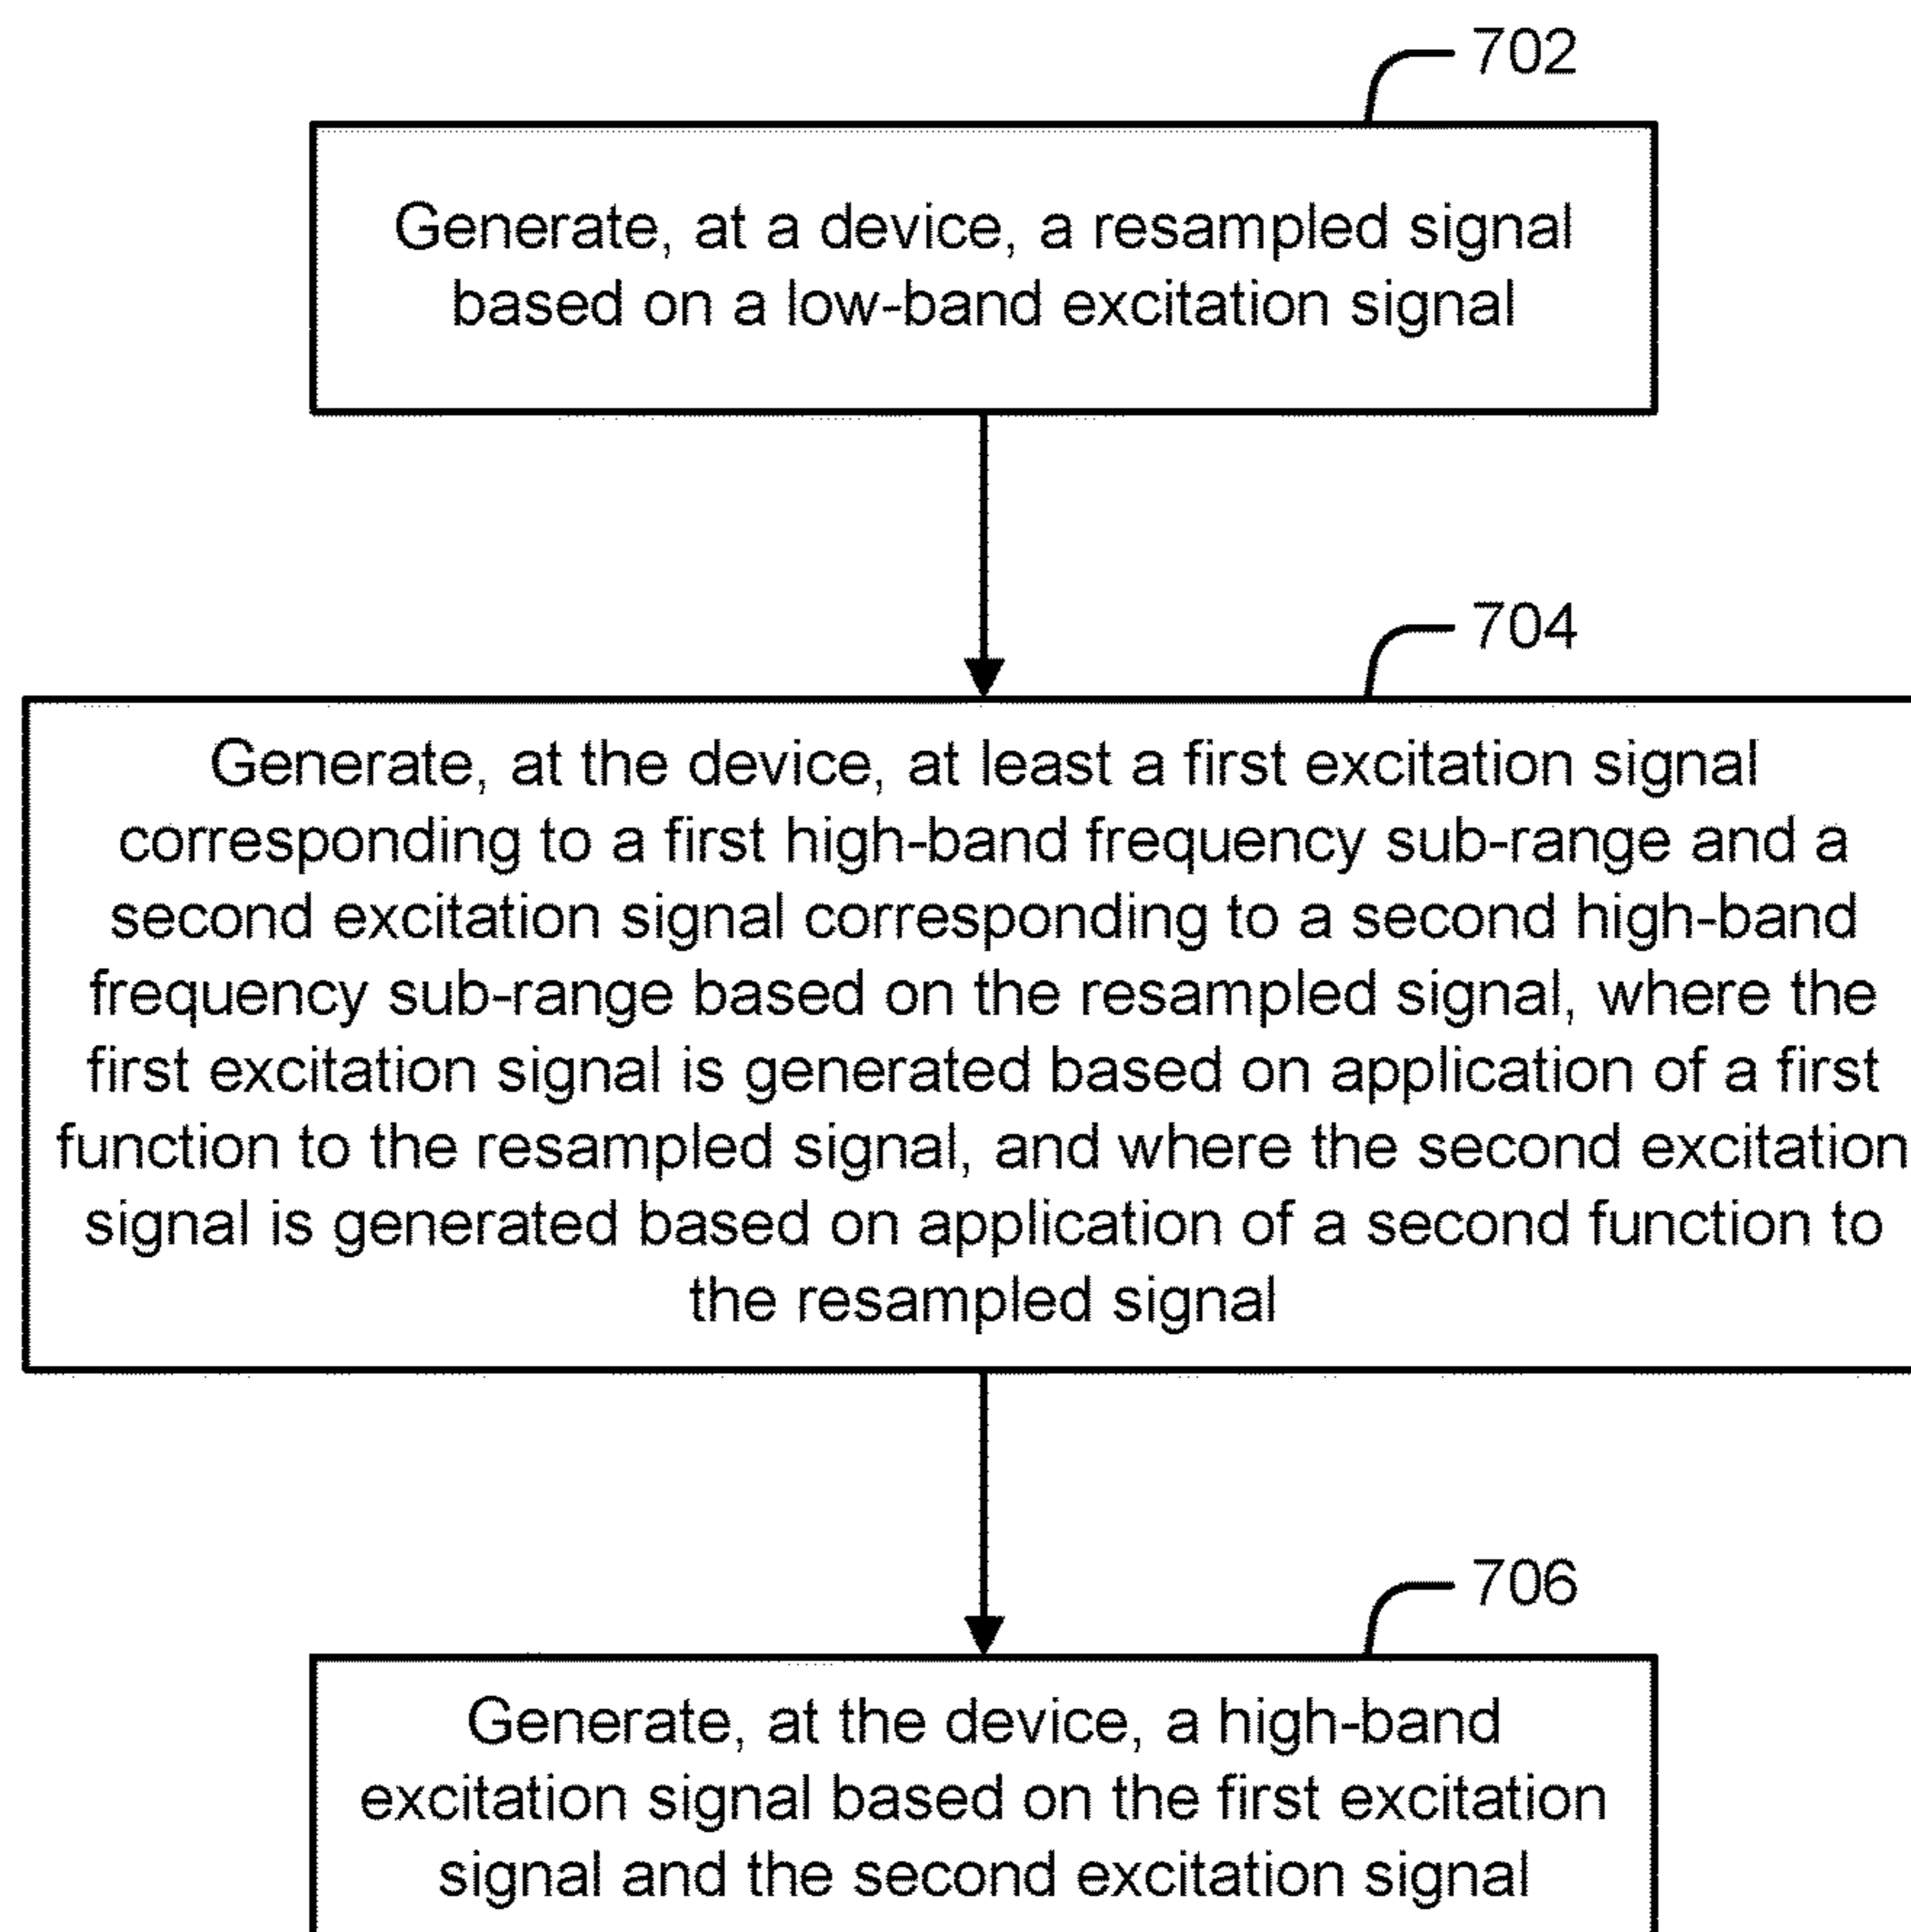 702
Generate, at a device, a resampled signal
based on a low-band excitation signal
704
Generate, at the device, at least a first excitation signal
corresponding to a first high-band frequency sub-range and a
second excitation signal corresponding to a second high-band
frequency sub-range based on the resampled signal, where the
first excitation signal is generated based on application of a first
function to the resampled signal, and where the second excitation
signal is generated based on application of a second function to
the resampled signal
706
Generate, at the device, a high-band
excitation signal based on the first excitation
signal and the second excitation signal